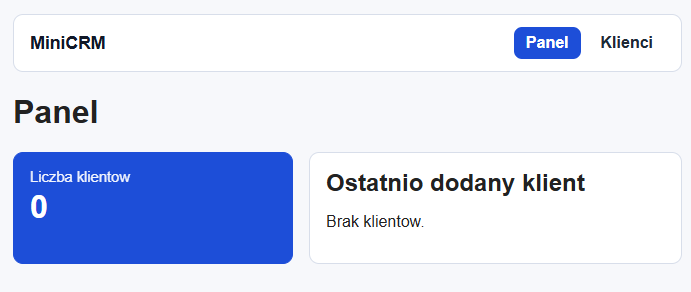 MiniCRM
Panel
Klienci
Panel
Liczba klientow
0
Ostatnio dodany klient
Brak klientow.